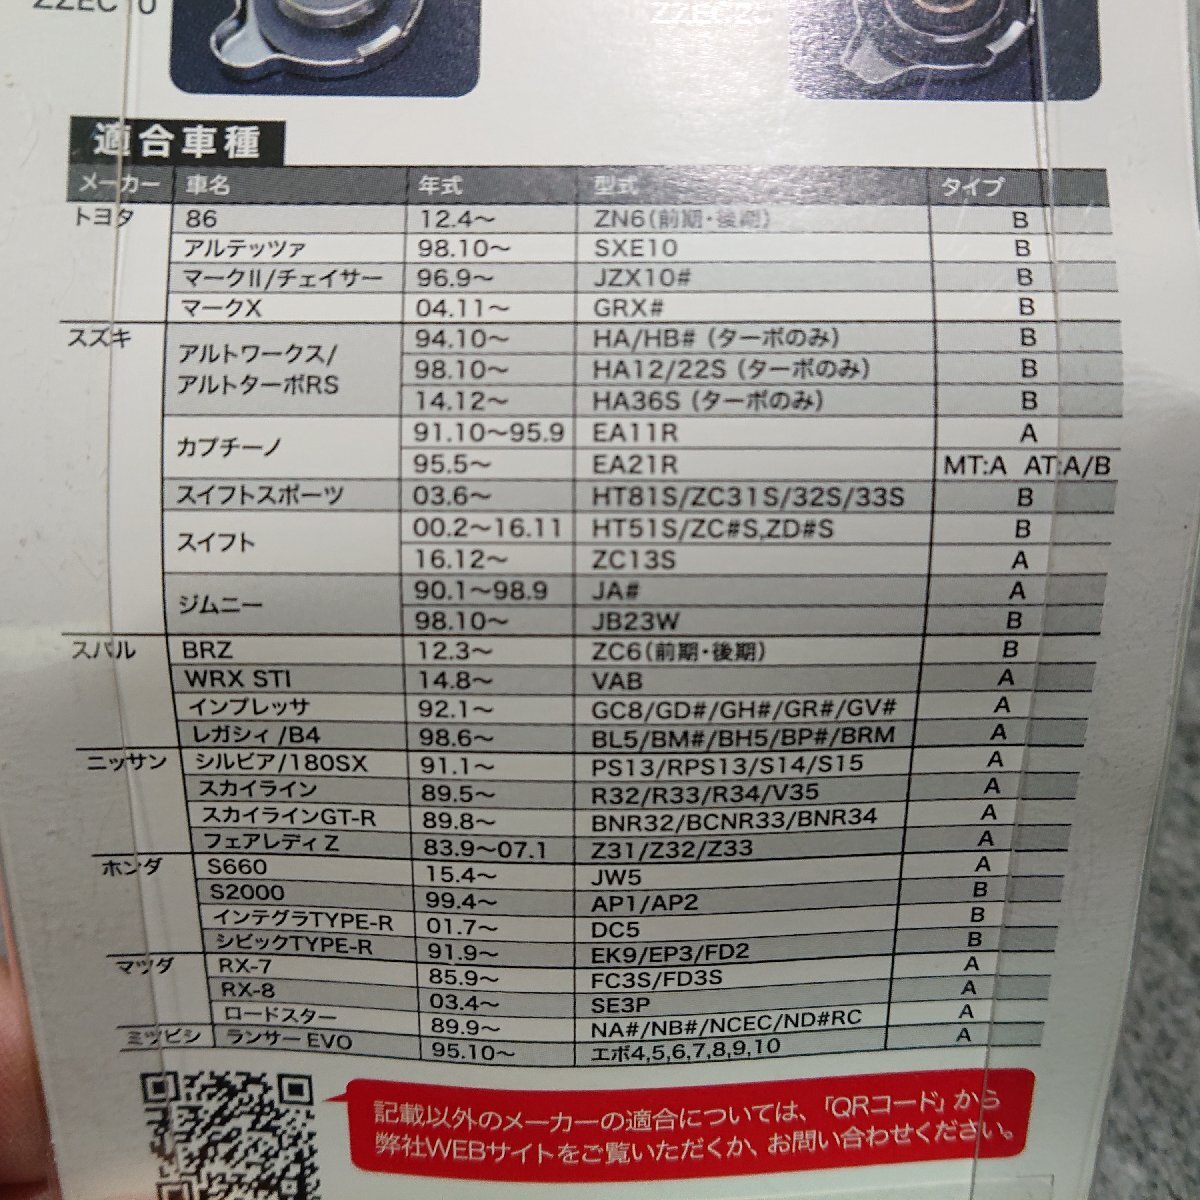 適合車種
メーカー 車名 年式 型式 タイプ
トヨタ 86 12.4～ ZN6(前期・後期) B
アルテッツァ 98.10～ SXE10 B
マークII/チェイサー 96.9～ JZX10# B
マークX 04.11～ GRX# B
スズキ アルトワークス/アルトターボRS 94.10～ HA/HB# (ターボのみ) B
98.10～ HA12/22S (ターボのみ) B
14.12～ HA36S (ターボのみ) B
カプチーノ 91.10～95.9 EA11R A
95.5～ EA21R MT:A AT:A/B
スイフトスポーツ 03.6～ HT81S/ZC31S/32S/33S B
スイフト 00.2～16.11 HT51S/ZC#S,ZD#S B
16.12～ ZC13S A
ジムニー 90.1～98.9 JA# A
98.10～ JB23W B
スバル BRZ 12.3～ ZC6(前期・後期) B
WRX STI 14.8～ VAB A
インプレッサ 92.1～ GC8/GD#/GH#/GR#/GV# A
レガシィ/B4 98.6～ BL5/BM#/BH5/BP#/BRM A
ニッサン シルビア/180SX 91.1～ PS13/RPS13/S14/S15 A
スカイライン 89.5～ R32/R33/R34/V35 A
スカイラインGT-R 89.8～ BNR32/BCNR33/BNR34 A
フェアレディZ 83.9～07.1 Z31/Z32/Z33 A
ホンダ S660 15.4～ JW5 A
S2000 99.4～ AP1/AP2 B
インテグラTYPE-R 01.7～ DC5 B
シビックTYPE-R 91.9～ EK9/EP3/FD2 B
マツダ RX-7 85.9～ FC3S/FD3S A
RX-8 03.4～ SE3P A
ロードスター 89.9～ NA#/NB#/NCEC/ND#RC A
ミツビシ ランサーEVO 95.10～ エボ4,5,6,7,8,9,10 A
記載以外のメーカーの適合については、「QRコード」から
弊社WEBサイトをご覧いただくか、お問い合わせください。